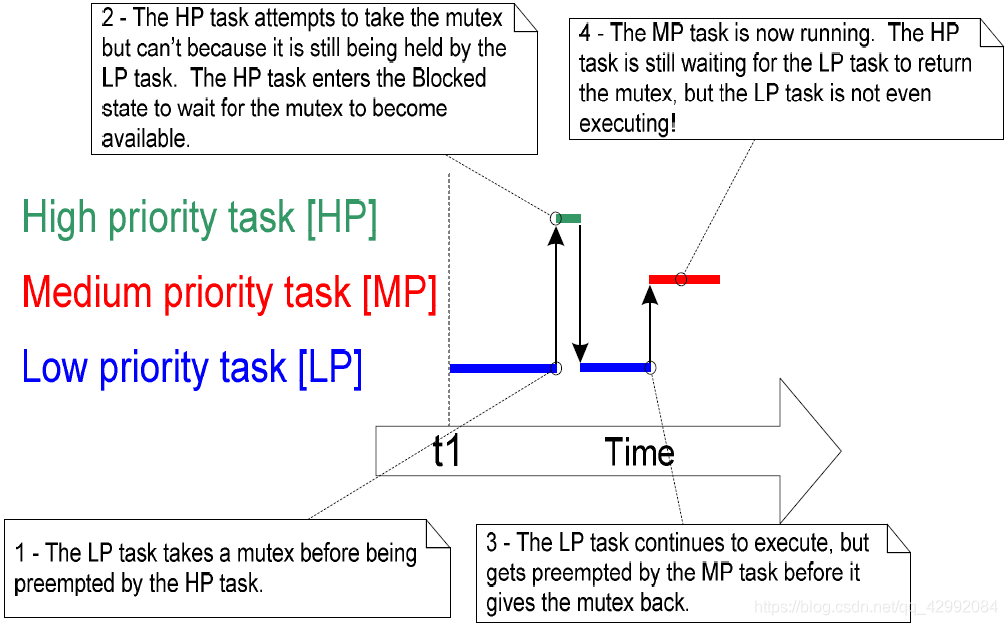 2 - The HP task attempts to take the mutex
but can't because it is still being held by the
LP task.  The HP task enters the Blocked
state to wait for the mutex to become
available.
4 - The MP task is now running.  The HP
task is still waiting for the LP task to return
the mutex, but the LP task is not even
executing!
High priority task [HP]
Medium priority task [MP]
Low priority task [LP]
t1
Time
1 - The LP task takes a mutex before being
preempted by the HP task.
3 - The LP task continues to execute, but
gets preempted by the MP task before it
gives the mutex back.
https://blog.csdn.net/qq_42992084